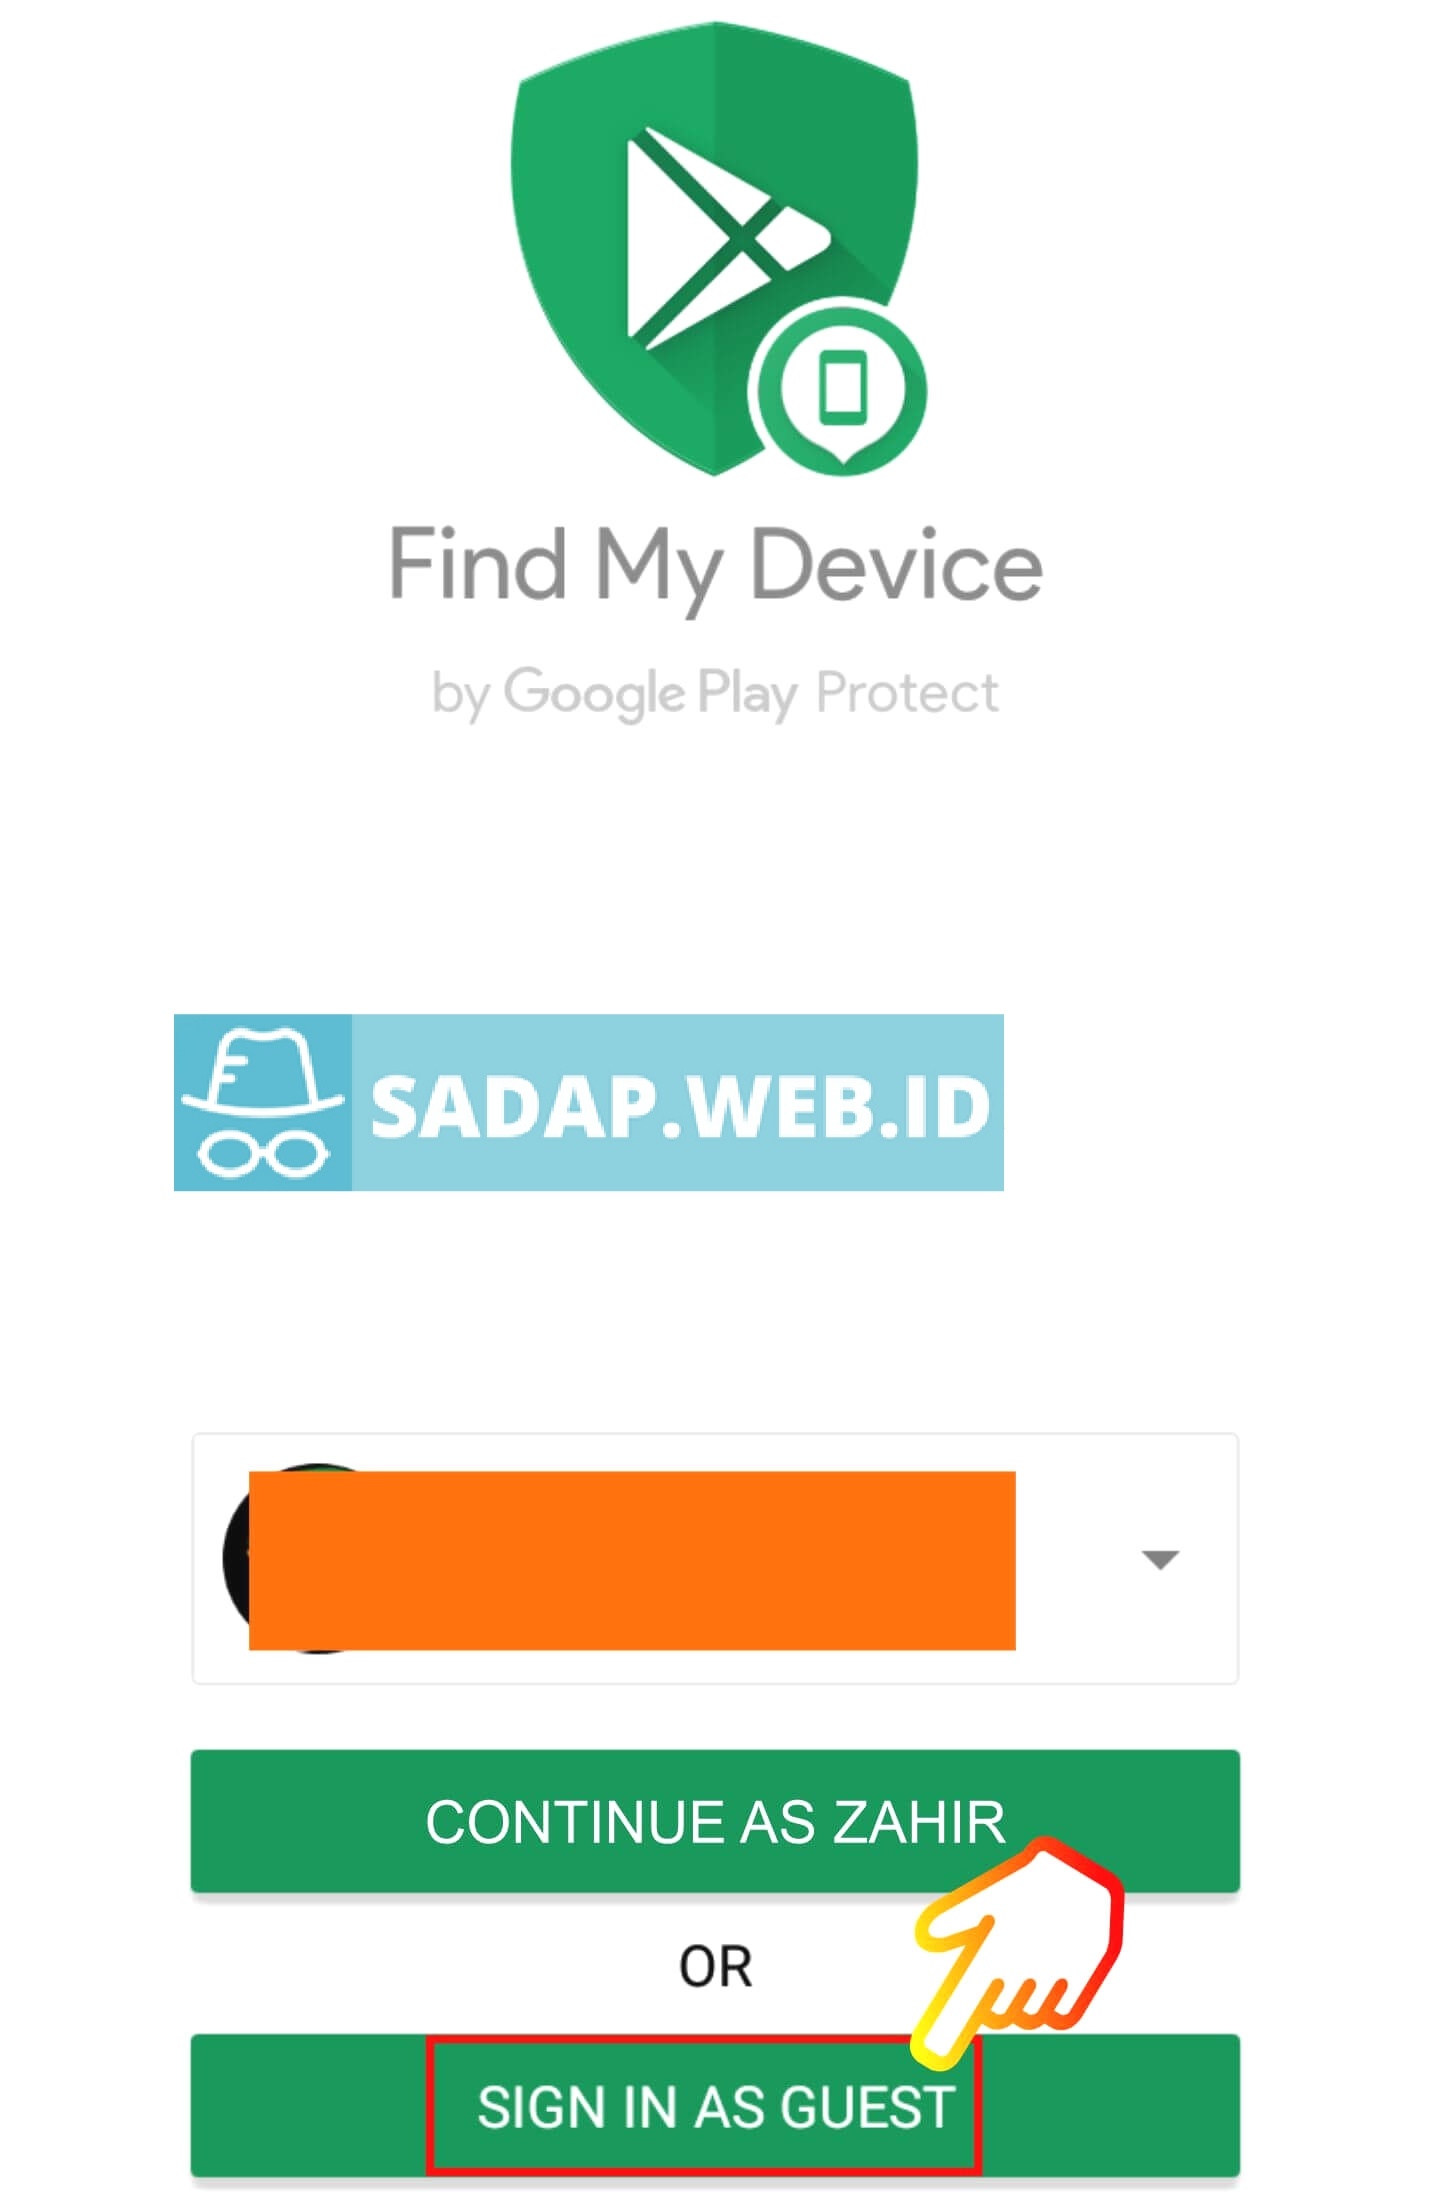 Find My Device
by Google Play Protect
SADAP.WEB.ID
CONTINUE AS ZAHIR
OR
SIGN IN AS GUEST